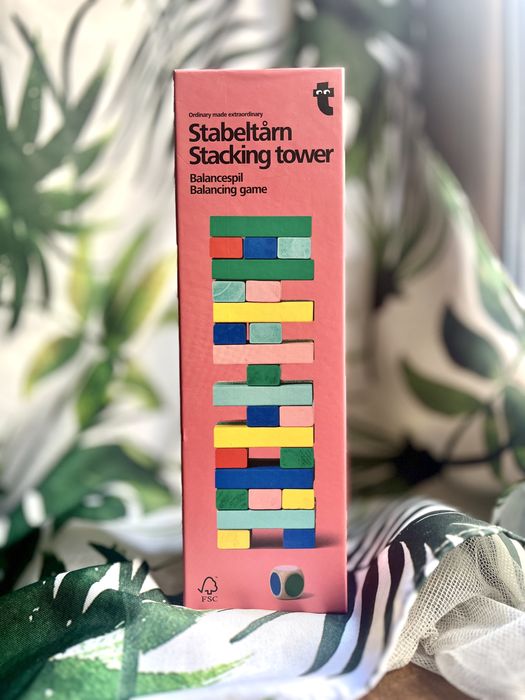 Ordinary made extraordinary
Stabeltårn
Stacking tower
Balancespil
Balancing game
FSC